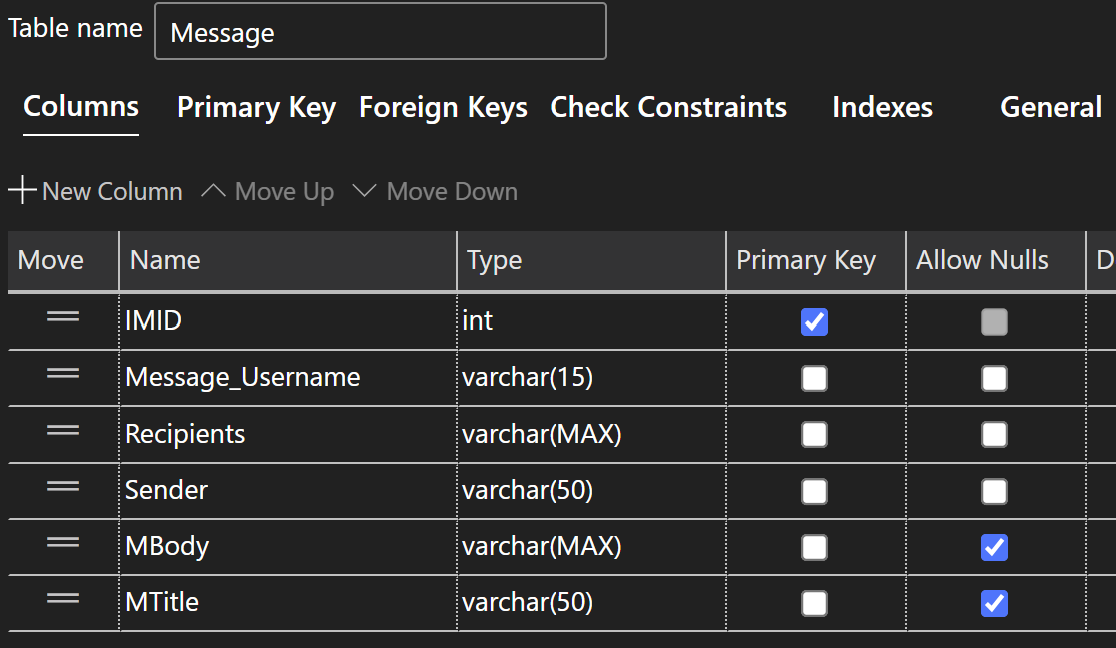 Table name Message
Columns Primary Key Foreign Keys Check Constraints Indexes General
New Column Move Up Move Down
Move Name Type Primary Key Allow Nulls D
IMID int
Message_Username varchar(15)
Recipients varchar(MAX)
Sender varchar(50)
MBody varchar(MAX)
MTitle varchar(50)